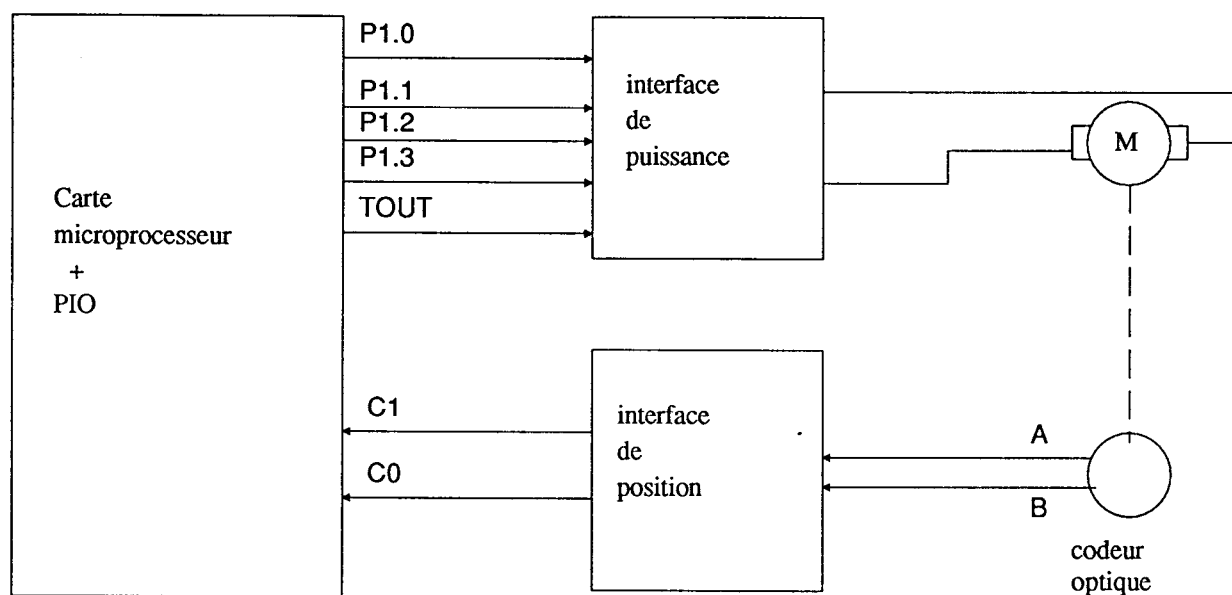 P1.0
P1.1
P1.2
P1.3
TOUT
Carte
microprocesseur
+
PIO
interface
de
puissance
M
C1
C0
interface
de
position
A
B
codeur
optique